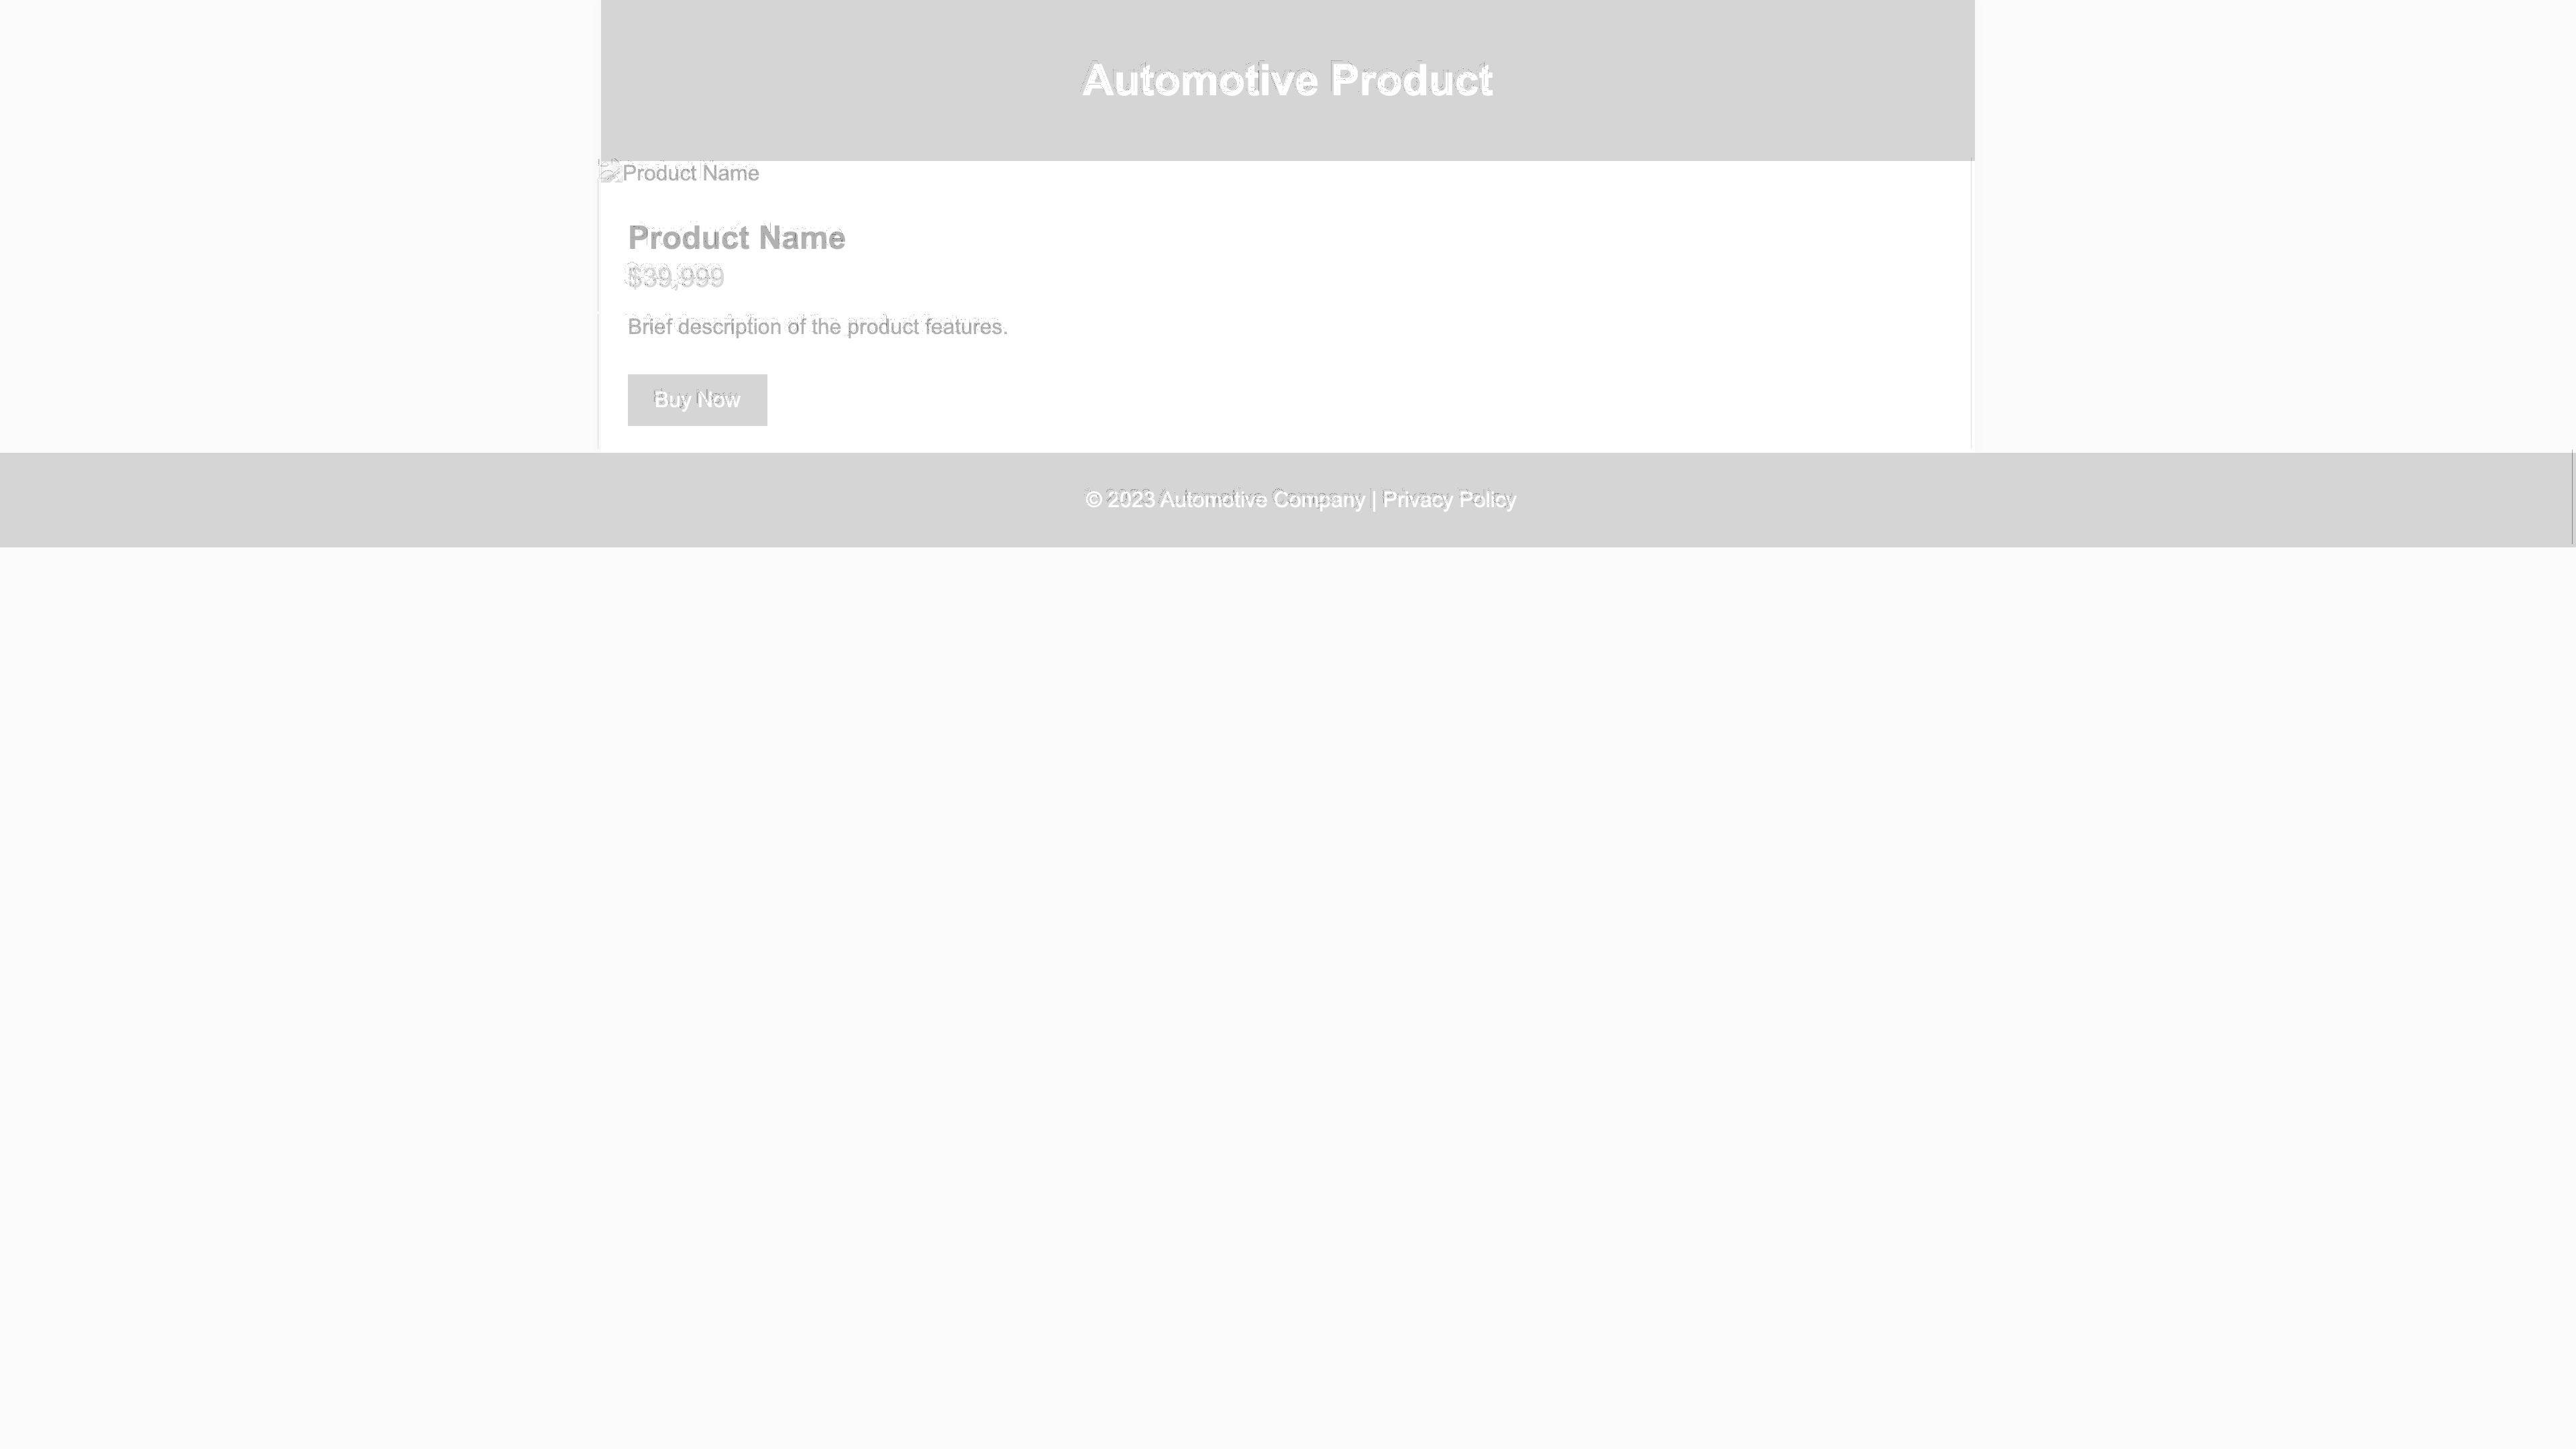 Automotive Product
Product Name
Product Name
$39,999
Brief description of the product features.
Buy Now
© 2023 Automotive Company | Privacy Policy